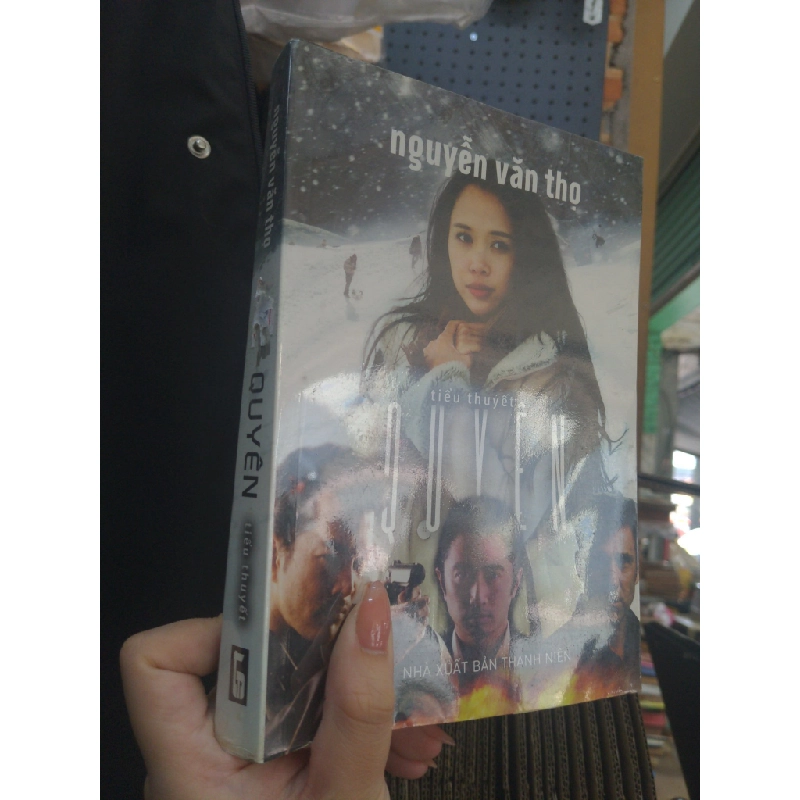 nguyễn văn thọ
tiểu thuyết
QUYÊN
NHÀ XUẤT BẢN THANH NIÊN
nguyễn văn thọ
QUYÊN
tiểu thuyết